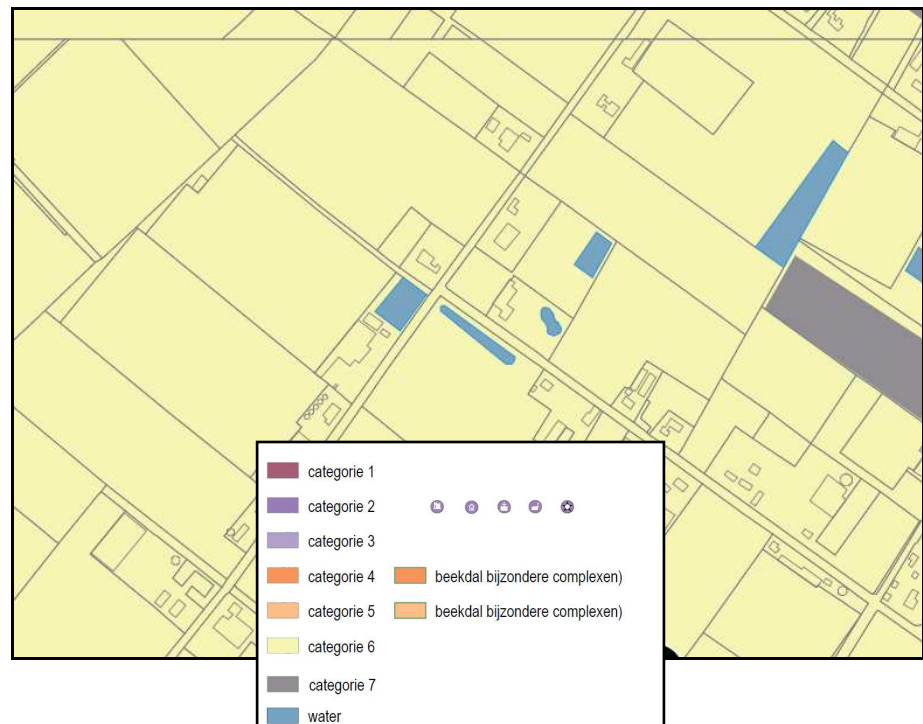 categorie 1
categorie 2
categorie 3
categorie 4 beekdal bijzondere complexen)
categorie 5 beekdal bijzondere complexen)
categorie 6
categorie 7
water